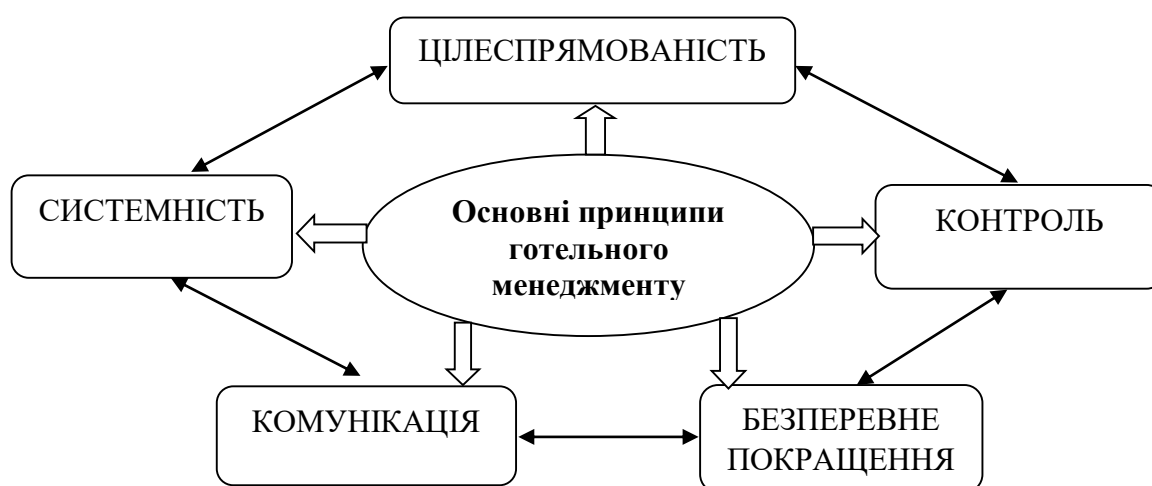 ЦІЛЕСПРЯМОВАНІСТЬ
СИСТЕМНІСТЬ
Основні принципи
готельного
менеджменту
КОНТРОЛЬ
КОМУНІКАЦІЯ
БЕЗПЕРЕВНЕ
ПОКРАЩЕННЯ